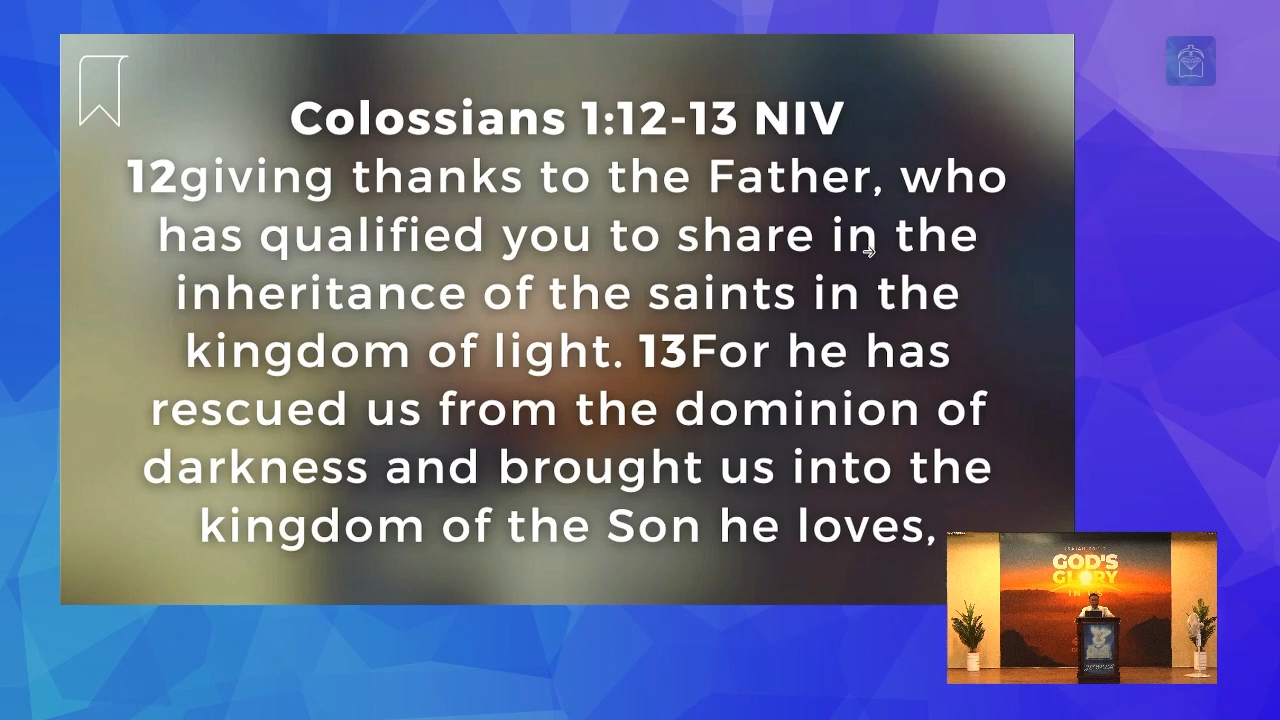 Colossians 1:12-13 NIV
12giving thanks to the Father, who
has qualified you to share in the
inheritance of the saints in the
kingdom of light. 13For he has
rescued us from the dominion of
darkness and brought us into the
kingdom of the Son he loves,
GOD'S
GLORY